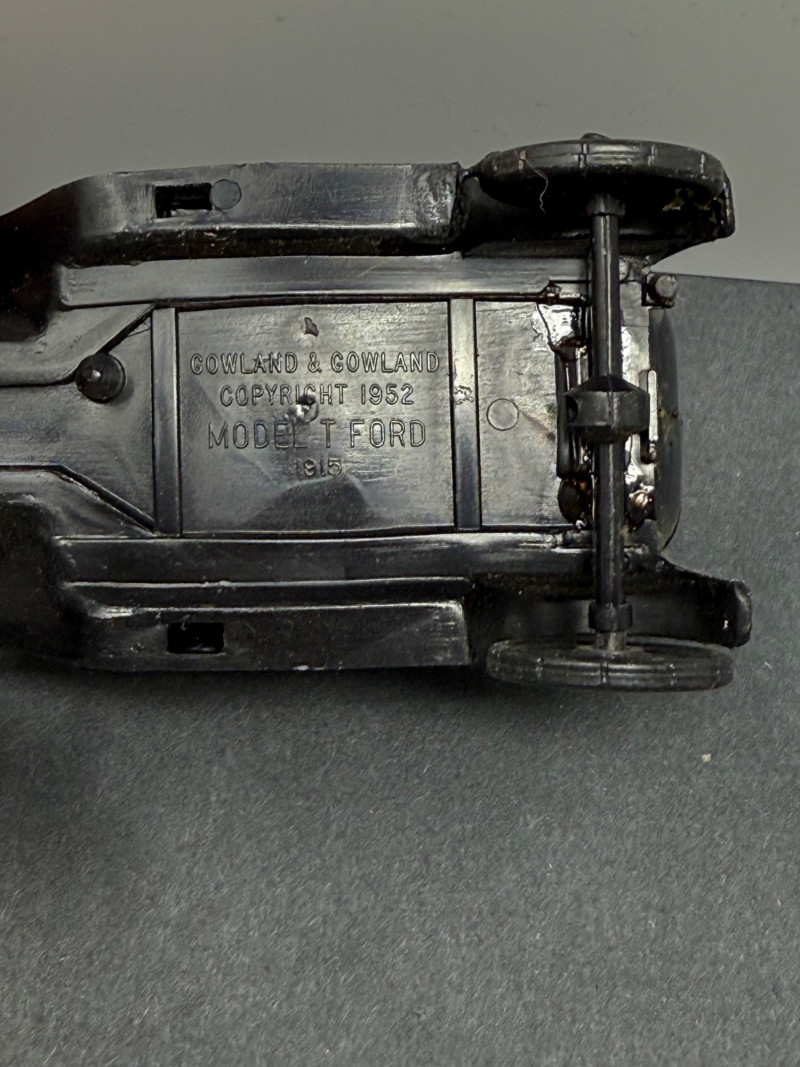 GOWLAND & GOWLAND
COPYRIGHT 1952
MODEL T FORD
1915